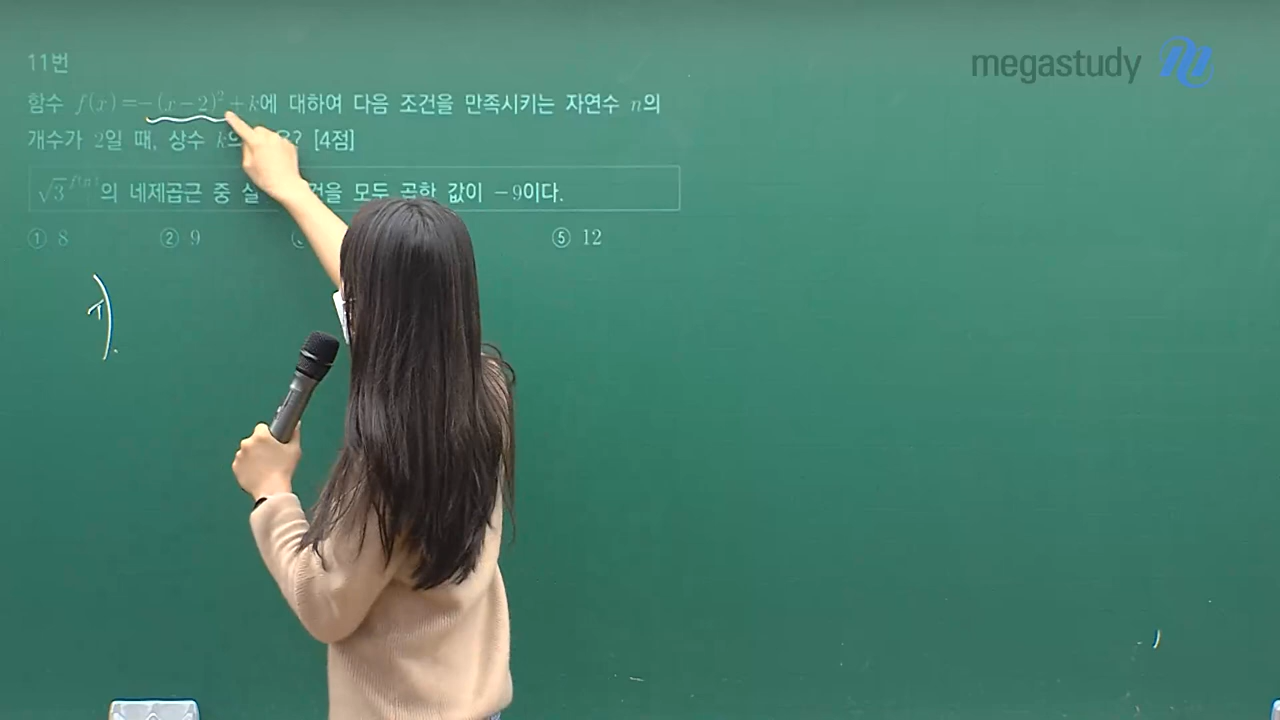 megastudy
11번
함수 f(x)=-(x-2)²+k에 대하여 다음 조건을 만족시키는 자연수 n의
개수가 2일 때, 상수 k의 [4점]
√3^f(n)의 네제곱근 중 실 모두 곱한 값이 -9이다.
① 8 ② 9 ⑤ 12